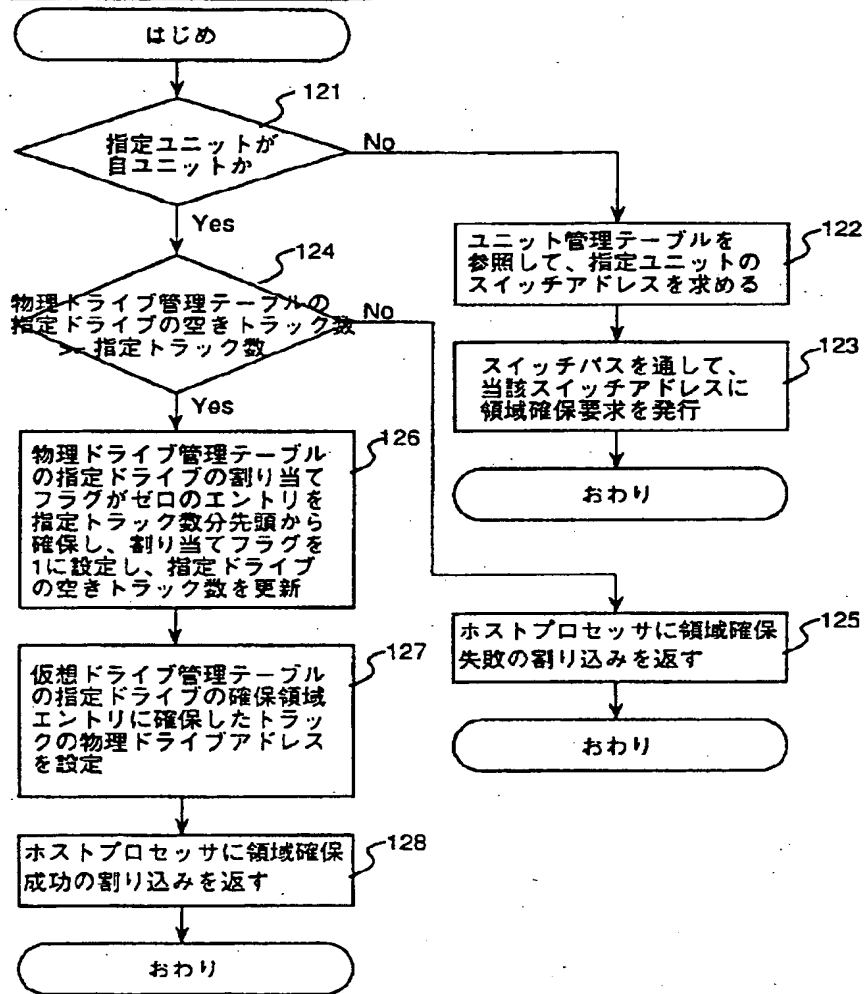 はじめ
121
指定ユニットが
自ユニットか
No
Yes
124
物理ドライブ管理テーブルの
指定ドライブの空きトラック数
>= 指定トラック数
No
Yes
122
ユニット管理テーブルを
参照して、指定ユニットの
スイッチアドレスを求める
123
スイッチパスを通して、
当該スイッチアドレスに
領域確保要求を発行
おわり
126
物理ドライブ管理テーブル
の指定ドライブの割り当て
フラグがゼロのエントリを
指定トラック数分先頭から
確保し、割り当てフラグを
1に設定し、指定ドライブ
の空きトラック数を更新
125
ホストプロセッサに領域確保
失敗の割り込みを返す
おわり
127
仮想ドライブ管理テーブル
の指定ドライブの確保領域
エントリに確保したトラッ
クの物理ドライブアドレス
を設定
128
ホストプロセッサに領域確保
成功の割り込みを返す
おわり